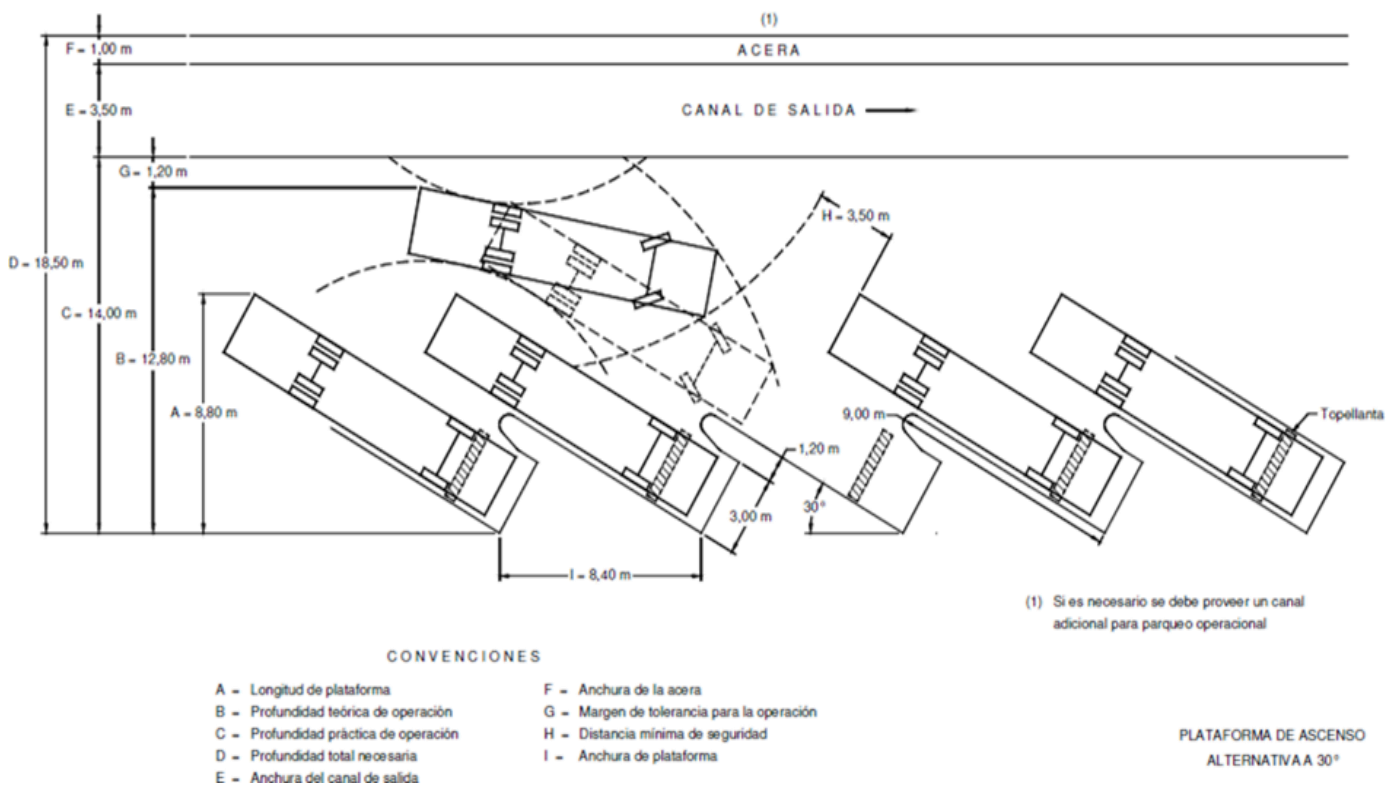 (1)
F - 1,00 m
ACERA
E - 3,50 m
CANAL DE SALIDA
G - 1,20 m
H - 3,50 m
D - 18,50 m
C - 14,00 m
B - 12,80 m
A - 8,80 m
9,00 m
Topellanta
1,20 m
3,00 m
30°
I - 8,40 m
(1) Si es necesario se debe proveer un canal
adicional para parqueo operacional
CONVENCIONES
A - Longitud de plataforma
B - Profundidad teórica de operación
C - Profundidad práctica de operación
D - Profundidad total necesaria
E - Anchura del canal de salida
F - Anchura de la acera
G - Margen de tolerancia para la operación
H - Distancia mínima de seguridad
I - Anchura de plataforma
PLATAFORMA DE ASCENSO
ALTERNATIVA A 30°